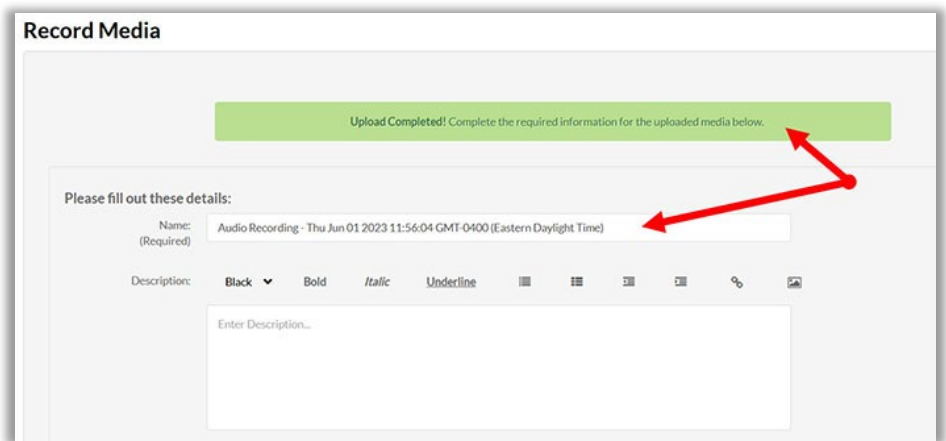 Record Media
Upload Completed! Complete the required information for the uploaded media below.
Please fill out these details:
Name: Audio Recording - Thu Jun 01 2023 11:56:04 GMT-0400 (Eastern Daylight Time)
(Required)
Description: Black Bold Italic Underline
Enter Description...